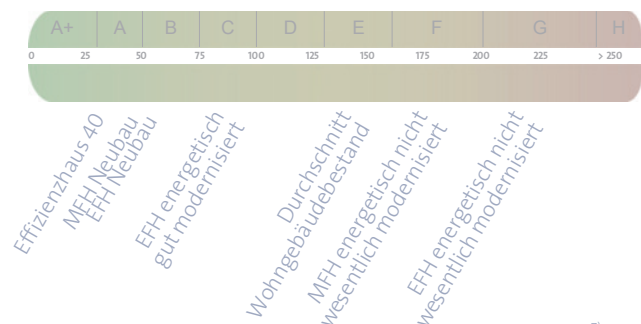 A+ A B C D E F G H
0 25 50 75 100 125 150 175 200 225 > 250
Effizienzhaus 40
MFH Neubau
EFH Neubau
EFH energetisch
gut modernisiert
Durchschnitt
Wohngebäudebestand
MFH energetisch nicht
wesentlich modernisiert
EFH energetisch nicht
wesentlich modernisiert